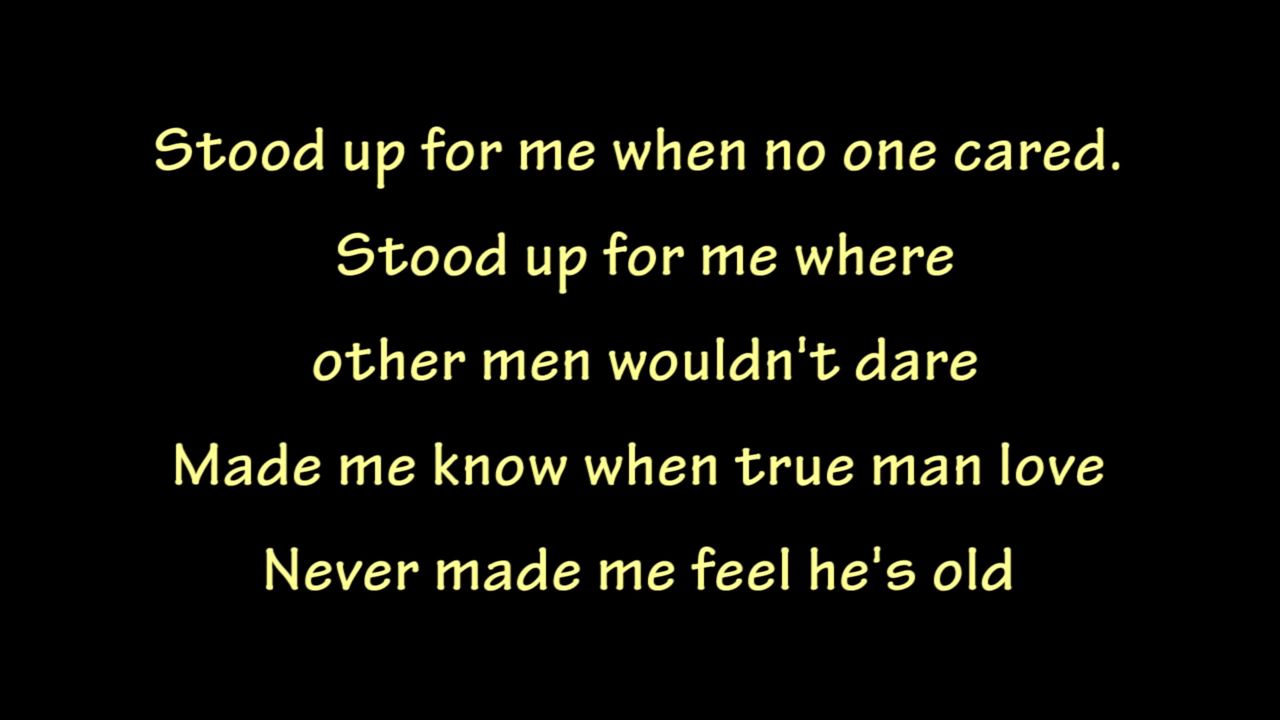 Stood up for me when no one cared.
Stood up for me where
other men wouldn't dare
Made me know when true man love
Never made me feel he's old